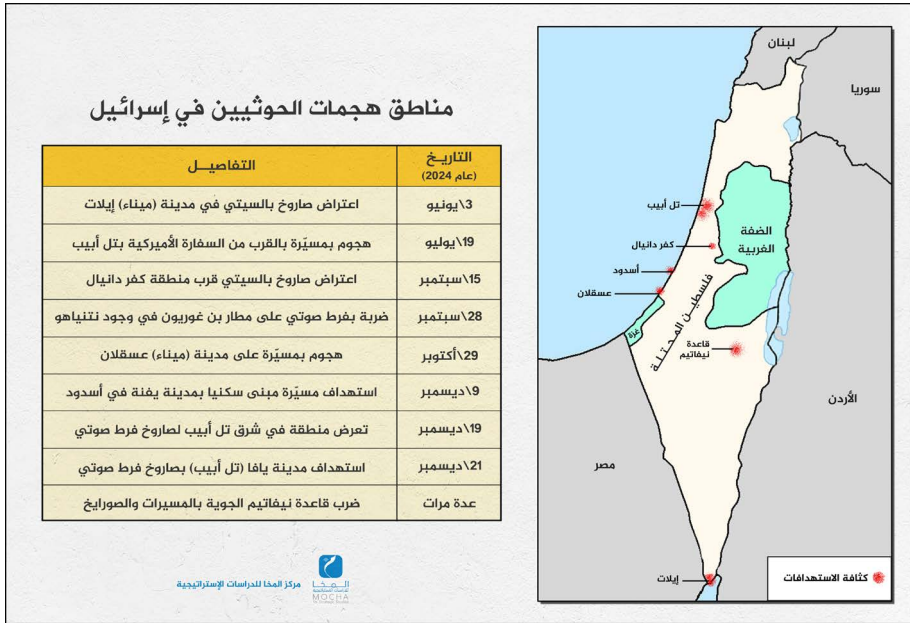 مناطق هجمات الحوثيين في إسرائيل
التاريـخ
(عام 2024)
التفاصيــل
3\يونيو
اعتراض صاروخ بالسيتي في مدينة (ميناء) إيلات
19\يوليو
هجوم بمسيّرة بالقرب من السفارة الأميركية بتل أبيب
15\سبتمبر
اعتراض صاروخ بالسيتي قرب منطقة كفر دانيال
28\سبتمبر
ضربة بفرط صوتي على مطار بن غوريون في وجود نتنياهو
29\أكتوبر
هجوم بمسيّرة على مدينة (ميناء) عسقلان
9\ديسمبر
استهداف مسيّرة مبنى سكنيا بمدينة يفنة في أسدود
19\ديسمبر
تعرض منطقة في شرق تل أبيب لصاروخ فرط صوتي
21\ديسمبر
استهداف مدينة يافا (تل أبيب) بصاروخ فرط صوتي
عدة مرات
ضرب قاعدة نيفاتيم الجوية بالمسيرات والصورايخ
لبنان
سوريا
تل أبيب
الضفة
الغربية
كفر دانيال
أسدود
عسقلان
غزة
فلسطيـن المـحـتـلـة
قاعدة
نيفاتيم
الأردن
مصر
إيلات
كثافة الاستهدافات
مركز المخا للدراسات الإستراتيجية
المخا
MOCHA